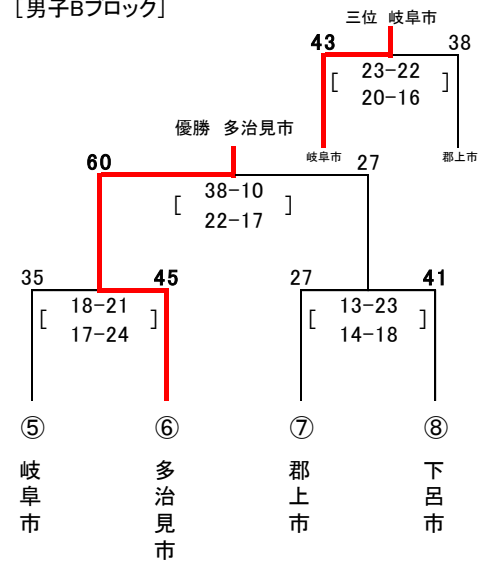 [男子Bブロック]
三位 岐阜市
43 38
[ 23-22 ]
20-16
岐阜市 郡上市
優勝 多治見市
60 27
[ 38-10 ]
22-17
35 45 27 41
[ 18-21 ] [ 13-23 ]
17-24 14-18
⑤ ⑥ ⑦ ⑧
岐阜市
多治見市
郡上市
下呂市